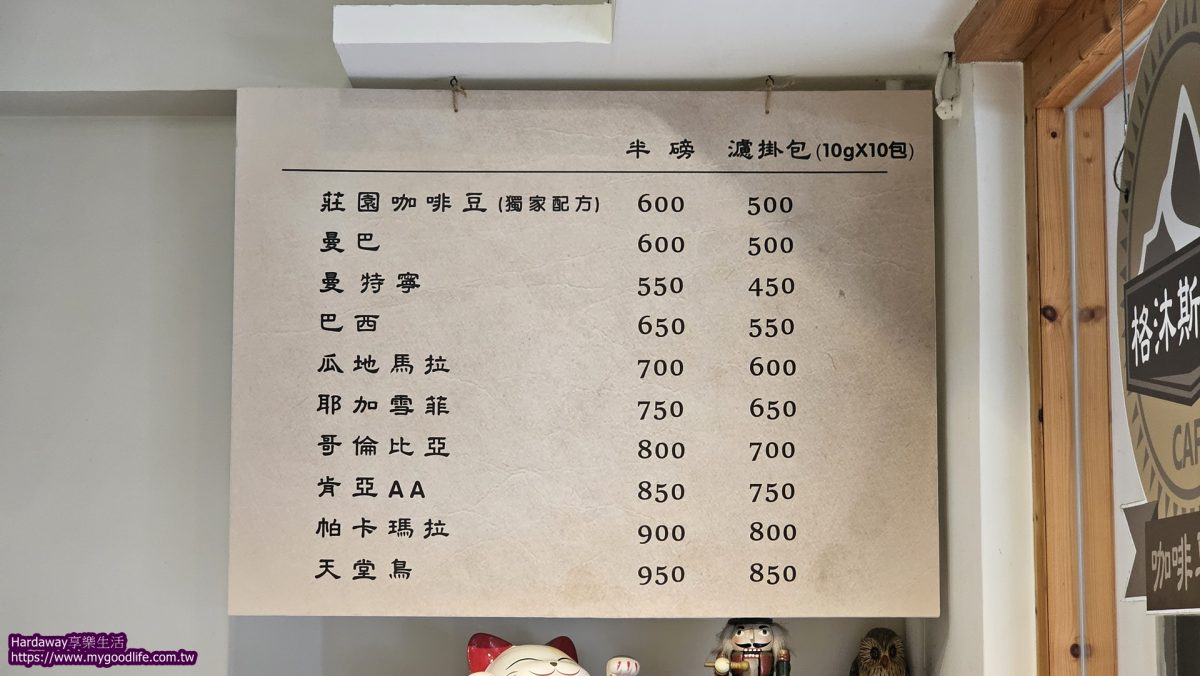 半磅 濾掛包(10gX10包)
莊園咖啡豆(獨家配方) 600 500
曼巴 600 500
曼特寧 550 450
巴西 650 550
瓜地馬拉 700 600
耶加雪菲 750 650
哥倫比亞 800 700
肯亞AA 850 750
帕卡瑪拉 900 800
天堂鳥 950 850
格沐斯
CAF
咖啡
Hardaway享樂生活
https://www.mygoodlife.com.tw